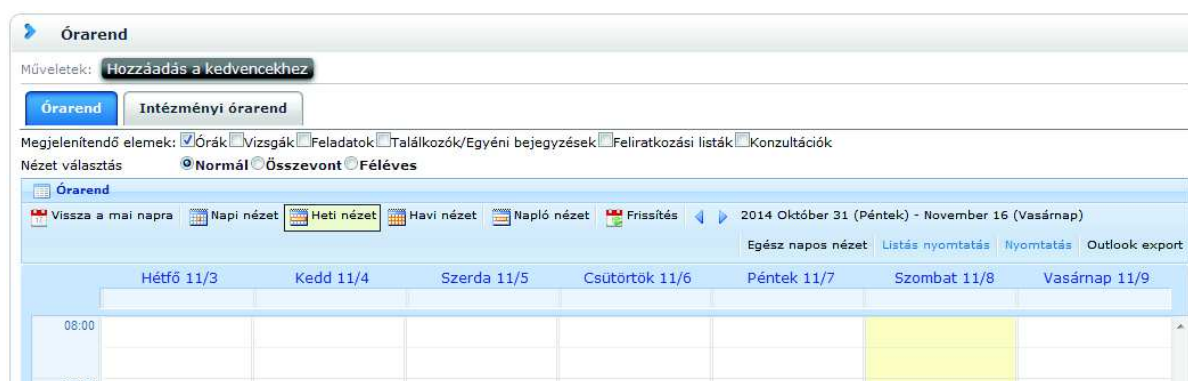 Órarend
Műveletek: Hozzáadás a kedvencekhez
Órarend Intézményi órarend
Megjelenítendő elemek: Órák Vizsgák Feladatok Találkozók/Egyéni bejegyzések Feliratkozási listák Konzultációk
Nézet választás Normál Összevont Féléves
Órarend
Vissza a mai napra Napi nézet Heti nézet Havi nézet Napló nézet Frissítés 2014 Október 31 (Péntek) - November 16 (Vasárnap)
Egész napos nézet Listás nyomtatás Nyomtatás Outlook export
Hétfő 11/3 Kedd 11/4 Szerda 11/5 Csütörtök 11/6 Péntek 11/7 Szombat 11/8 Vasárnap 11/9
08:00